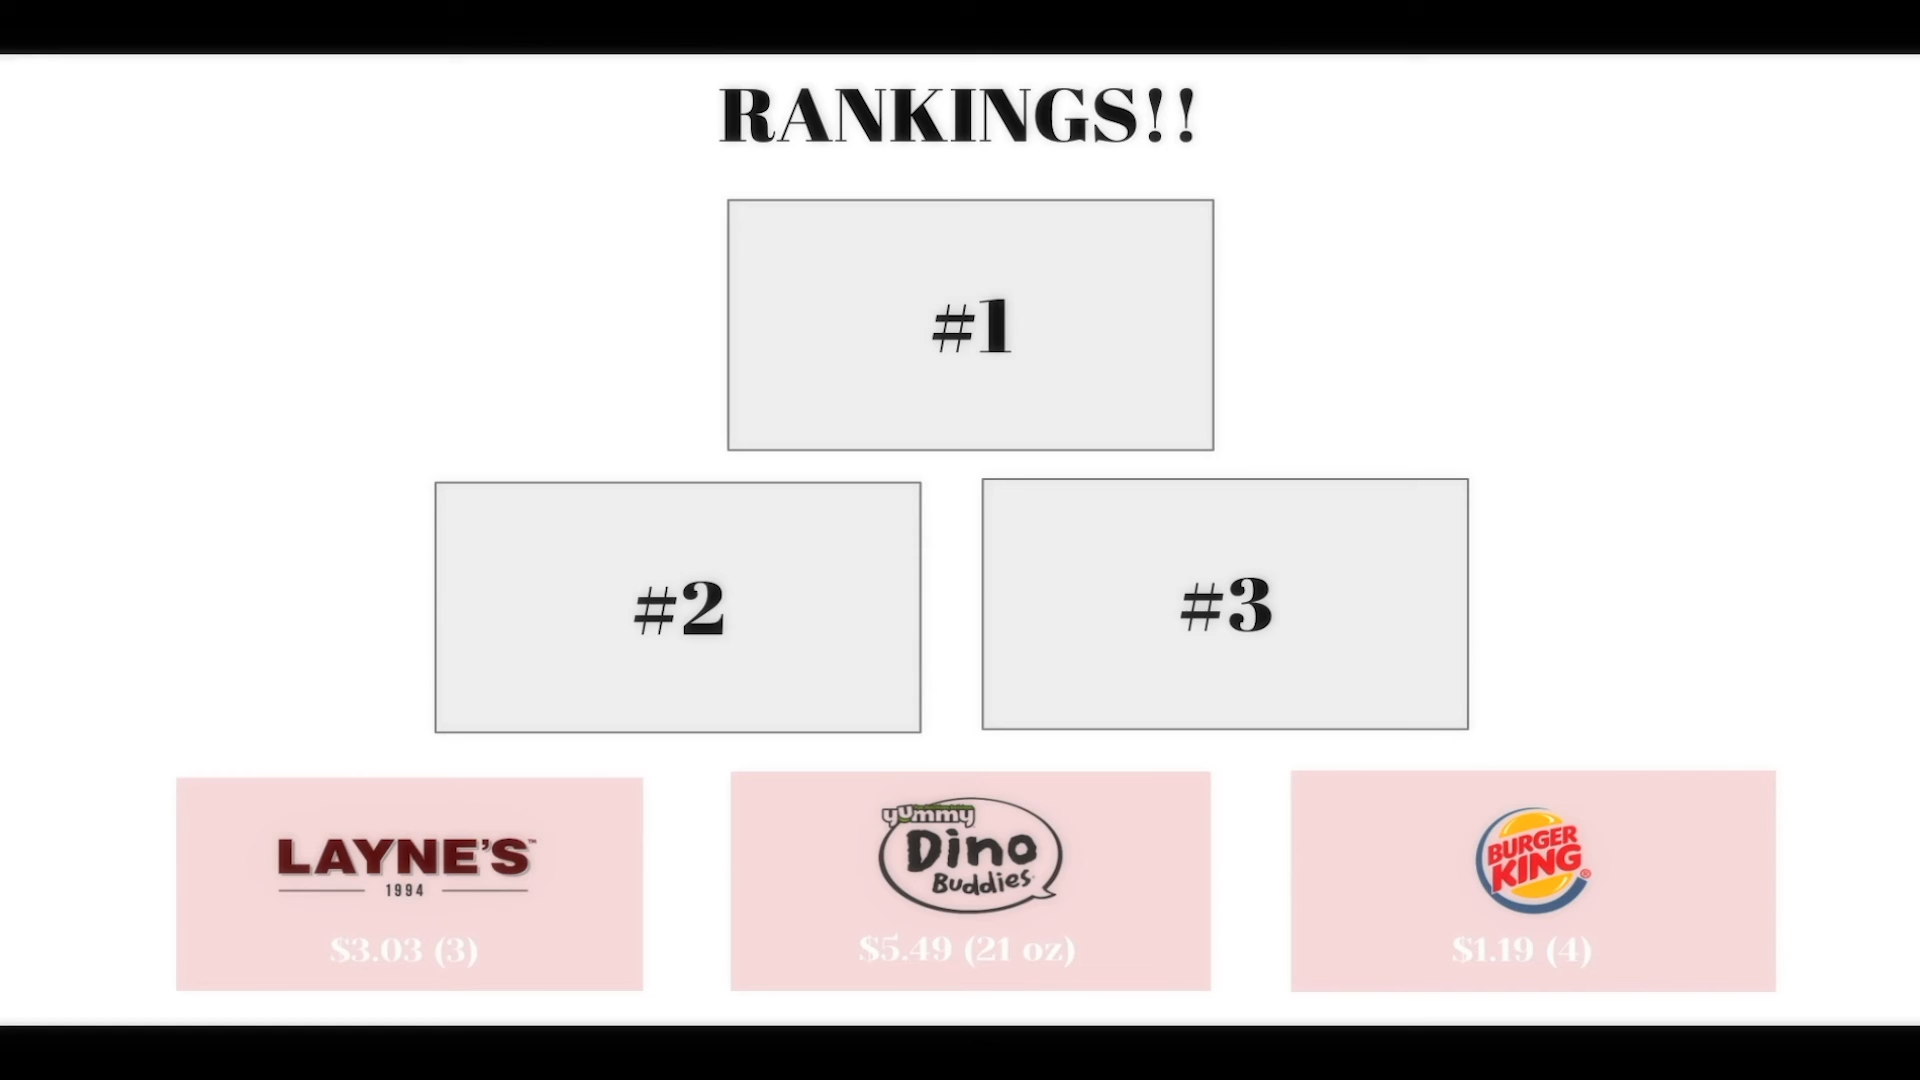 RANKINGS!!
#1
#2
#3
LAYNE'S™
1994
$3.03 (3)
yummy
Dino
Buddies
$5.49 (21 oz)
BURGER
KING®
$1.19 (4)